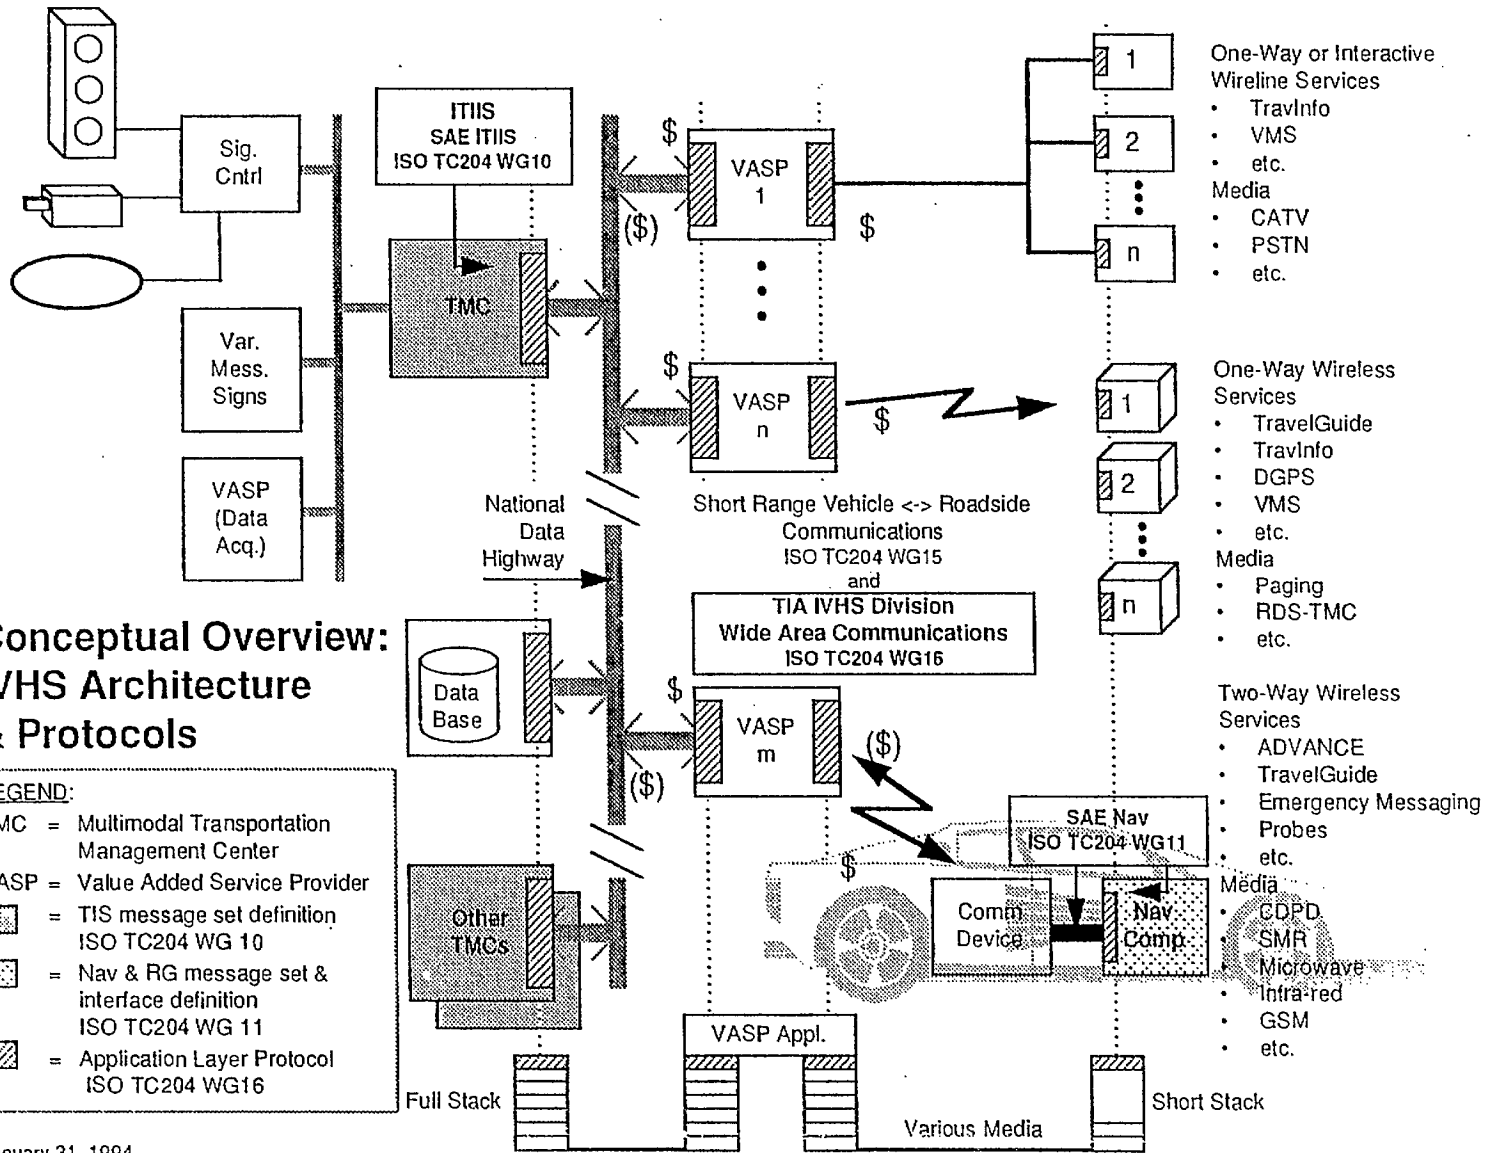 Sig.
Cntrl
Var.
Mess.
Signs
VASP
(Data
Acq.)
ITIIS
SAE ITIIS
ISO TC204 WG10
TMC
$
($)
VASP
1
$
1
2
n
One-Way or Interactive
Wireline Services
• TravInfo
• VMS
• etc.
Media
• CATV
• PSTN
• etc.
$
VASP
n
$
1
2
n
One-Way Wireless
Services
• TravelGuide
• TravInfo
• DGPS
• VMS
• etc.
Media
• Paging
• RDS-TMC
• etc.
National
Data
Highway
Short Range Vehicle <-> Roadside
Communications
ISO TC204 WG15
and
TIA IVHS Division
Wide Area Communications
ISO TC204 WG16
Conceptual Overview:
VHS Architecture
& Protocols
Data
Base
$
($)
VASP
m
($)
$
SAE Nav
ISO TC204 WG11
Comm
Device
Nav
Comp
Two-Way Wireless
Services
• ADVANCE
• TravelGuide
• Emergency Messaging
• Probes
• etc.
Media
• CDPD
• SMR
• Microwave
• Infra-red
• GSM
• etc.
Other
TMCs
EGEND:
MC = Multimodal Transportation
Management Center
ASP = Value Added Service Provider
= TIS message set definition
ISO TC204 WG 10
= Nav & RG message set &
interface definition
ISO TC204 WG 11
= Application Layer Protocol
ISO TC204 WG16
VASP Appl.
Full Stack
Various Media
Short Stack
uary 31, 1994